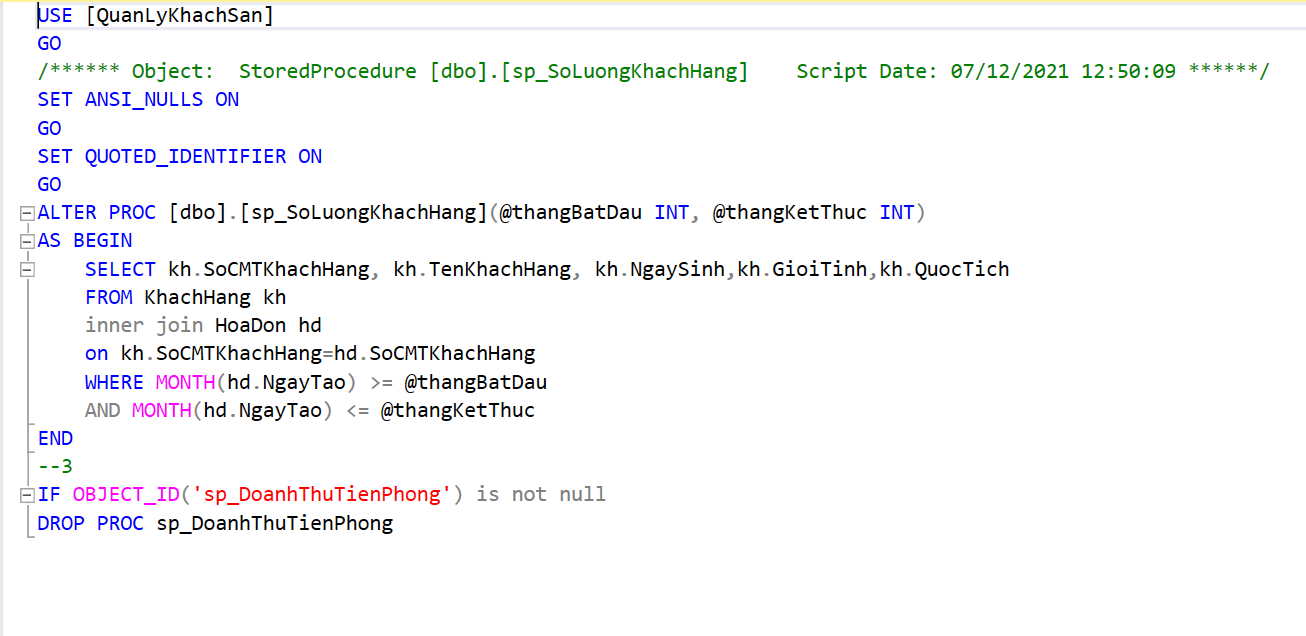 USE [QuanLyKhachSan]
GO
/****** Object:  StoredProcedure [dbo].[sp_SoLuongKhachHang]    Script Date: 07/12/2021 12:50:09 ******/
SET ANSI_NULLS ON
GO
SET QUOTED_IDENTIFIER ON
GO
ALTER PROC [dbo].[sp_SoLuongKhachHang](@thangBatDau INT, @thangKetThuc INT)
AS BEGIN
    SELECT kh.SoCMTKhachHang, kh.TenKhachHang, kh.NgaySinh,kh.GioiTinh,kh.QuocTich
    FROM KhachHang kh
    inner join HoaDon hd
    on kh.SoCMTKhachHang=hd.SoCMTKhachHang
    WHERE MONTH(hd.NgayTao) >= @thangBatDau
    AND MONTH(hd.NgayTao) <= @thangKetThuc
END
--3
IF OBJECT_ID('sp_DoanhThuTienPhong') is not null
DROP PROC sp_DoanhThuTienPhong